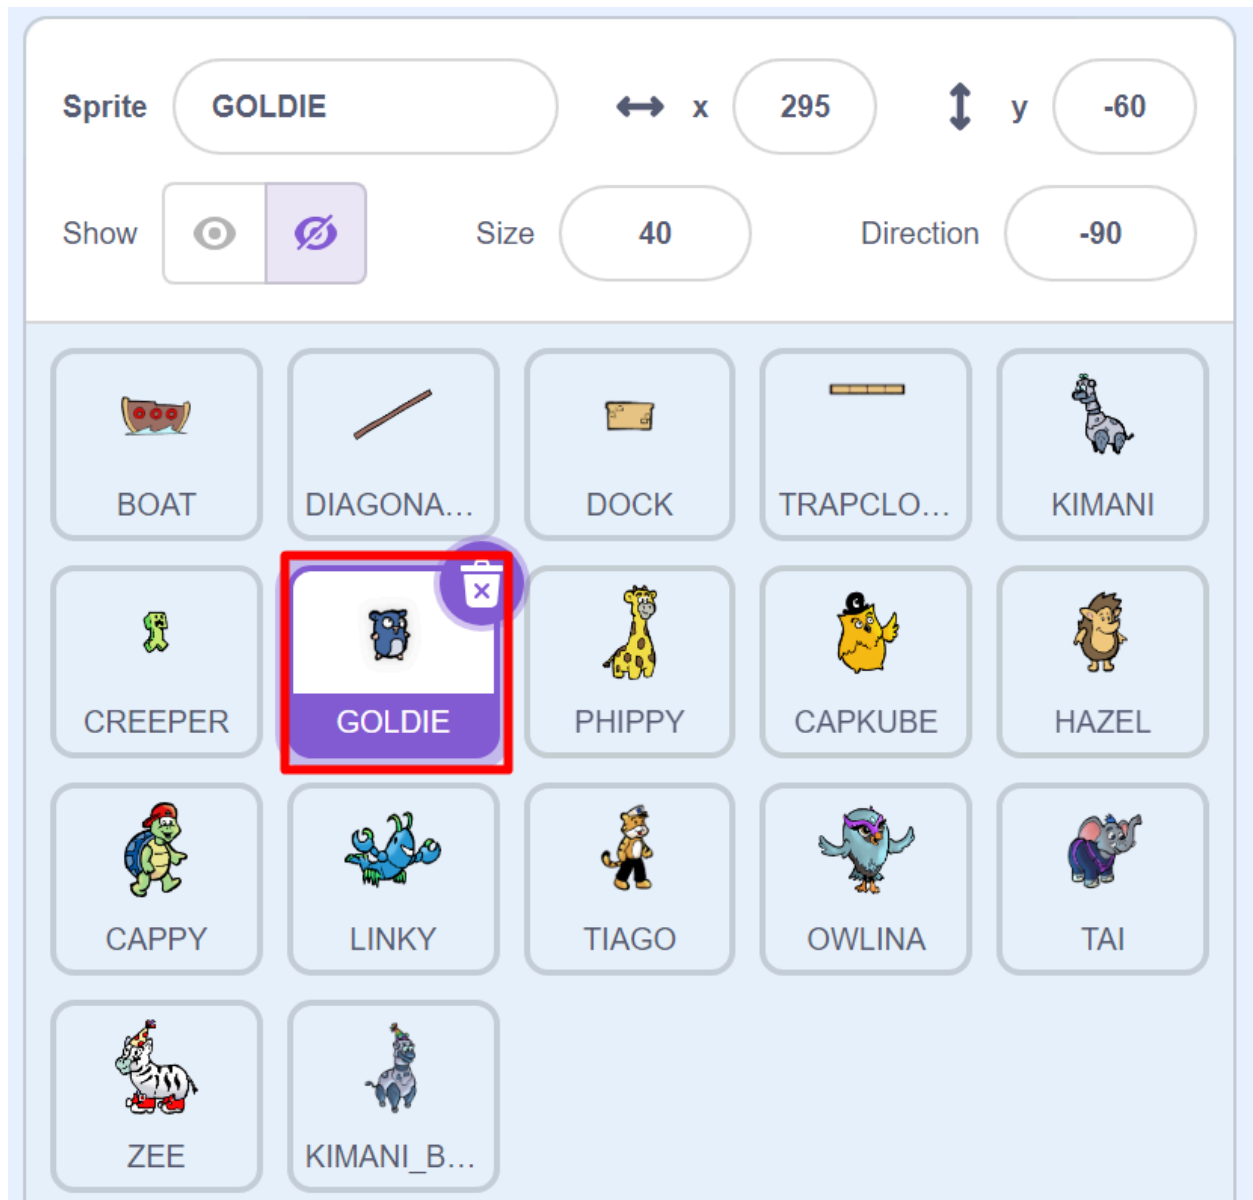 Sprite GOLDIE x 295 y -60
Show Size 40 Direction -90
BOAT DIAGONA... DOCK TRAPCLO... KIMANI
CREEPER GOLDIE PHIPPY CAPKUBE HAZEL
CAPPY LINKY TIAGO OWLINA TAI
ZEE KIMANI_B...